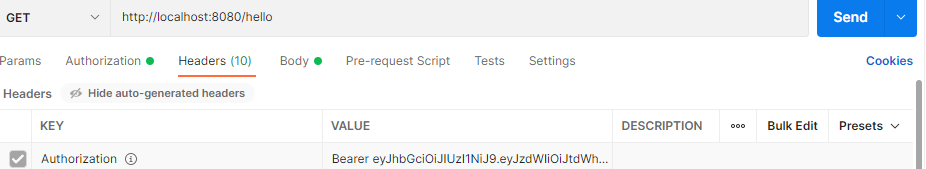 GET http://localhost:8080/hello Send
Params Authorization Headers (10) Body Pre-request Script Tests Settings Cookies
Headers Hide auto-generated headers
KEY VALUE DESCRIPTION ooo Bulk Edit Presets
Authorization Bearer eyJhbGciOiJIUzI1NiJ9.eyJzdWIiOiJtdWh...